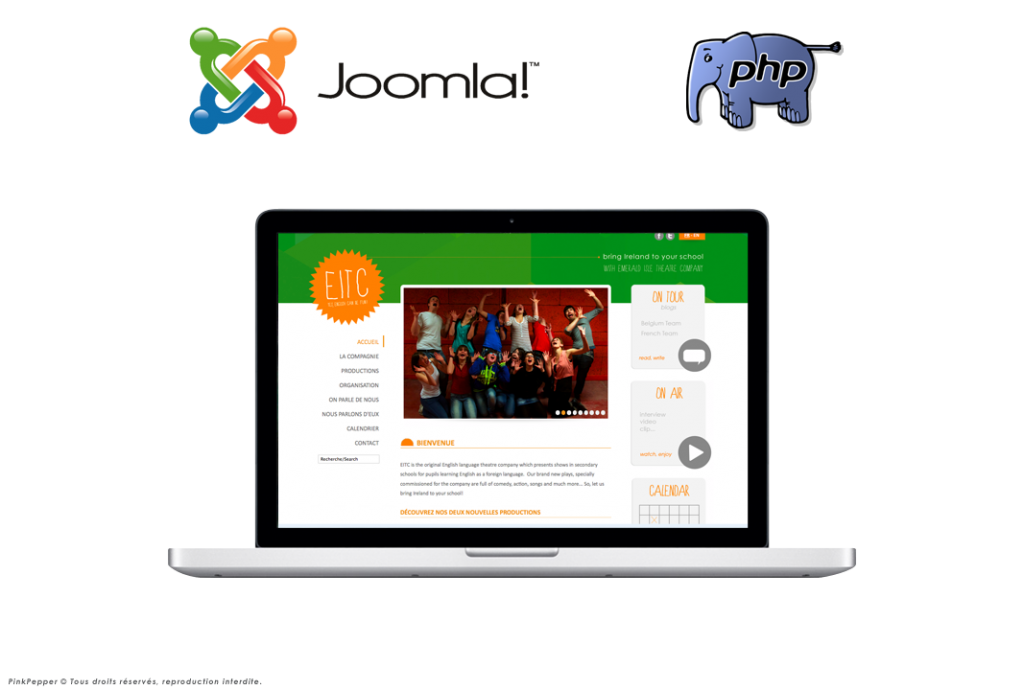 Joomla!™
php
bring Ireland to your school
WITH EMERALD ISLE THEATRE COMPANY
EITC
ON TOUR
blogs
Belgium Team
French Team
read, write
ACCUEIL
LA COMPAGNIE
PRODUCTIONS
ORGANISATION
ON PARLE DE NOUS
NOUS PARLONS D'EUX
CALENDRIER
CONTACT
Recherche/Search
ON AIR
interview
video
clip...
watch, enjoy
BIENVENUE
EITC is the original English language theatre company which presents shows in secondary
schools for pupils learning English as a foreign language. Our brand new plays, specially
commissioned for the company are full of comedy, action, songs and much more... So, let us
bring Ireland to your school!
DÉCOUVREZ NOS DEUX NOUVELLES PRODUCTIONS
CALENDAR
PinkPepper © Tous droits réservés, reproduction interdite.